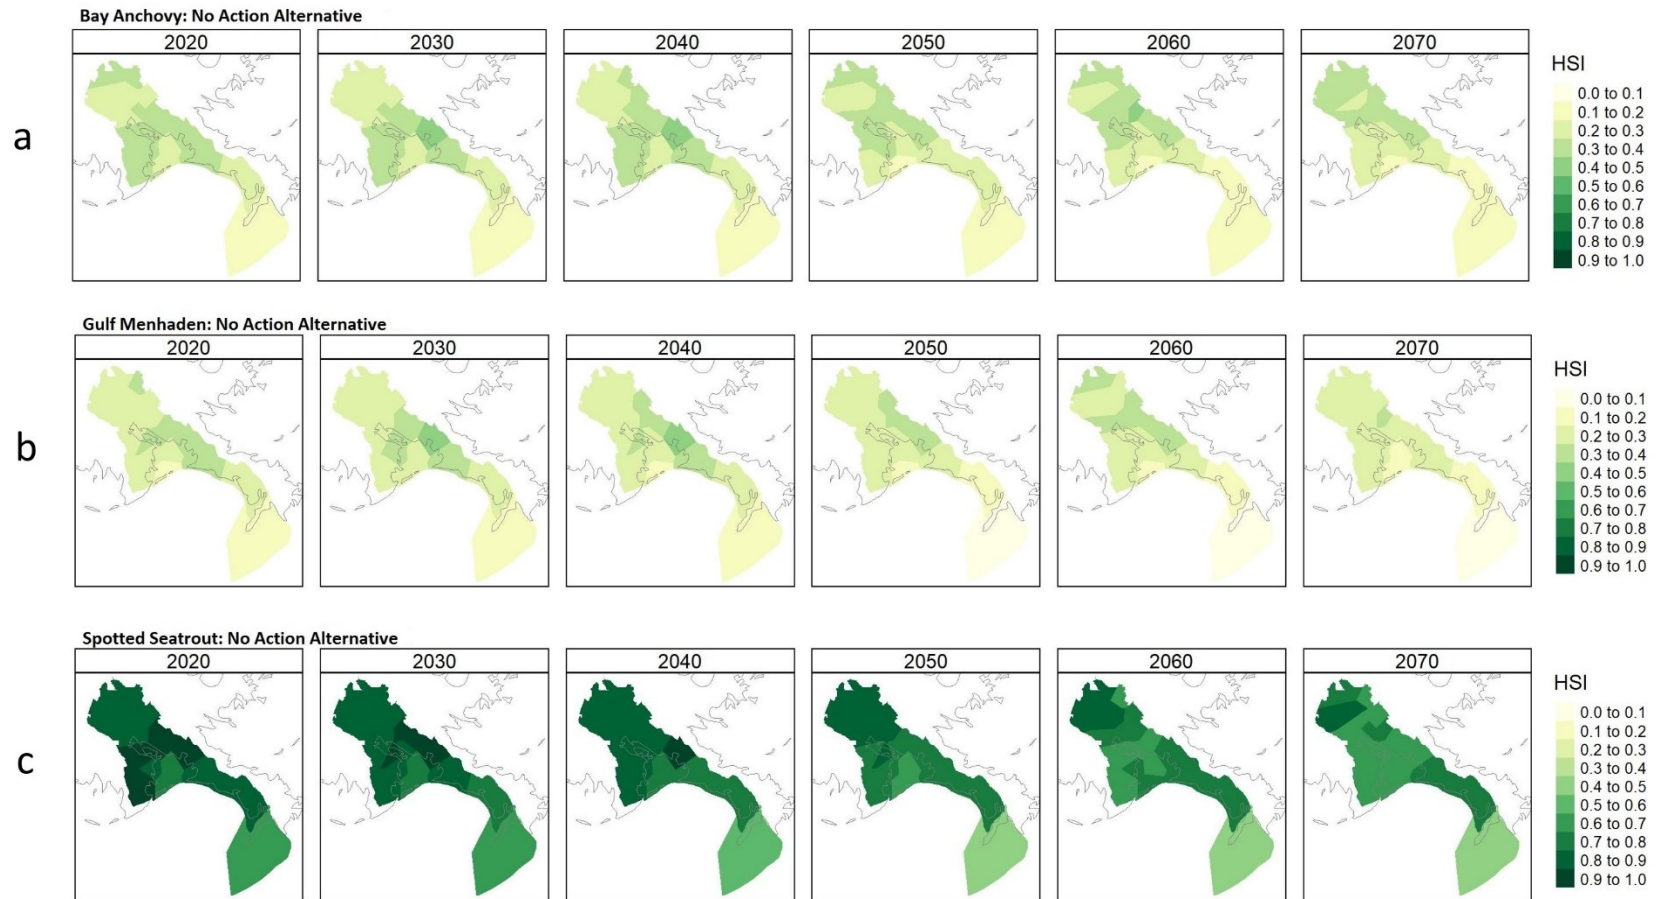 Bay Anchovy: No Action Alternative
2020 2030 2040 2050 2060 2070
a
HSI
0.0 to 0.1
0.1 to 0.2
0.2 to 0.3
0.3 to 0.4
0.4 to 0.5
0.5 to 0.6
0.6 to 0.7
0.7 to 0.8
0.8 to 0.9
0.9 to 1.0
Gulf Menhaden: No Action Alternative
2020 2030 2040 2050 2060 2070
b
HSI
0.0 to 0.1
0.1 to 0.2
0.2 to 0.3
0.3 to 0.4
0.4 to 0.5
0.5 to 0.6
0.6 to 0.7
0.7 to 0.8
0.8 to 0.9
0.9 to 1.0
Spotted Seatrout: No Action Alternative
2020 2030 2040 2050 2060 2070
c
HSI
0.0 to 0.1
0.1 to 0.2
0.2 to 0.3
0.3 to 0.4
0.4 to 0.5
0.5 to 0.6
0.6 to 0.7
0.7 to 0.8
0.8 to 0.9
0.9 to 1.0